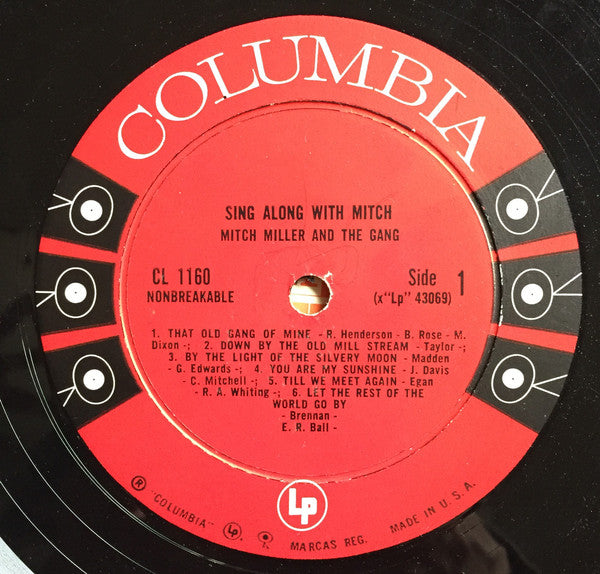 COLUMBIA
SING ALONG WITH MITCH
MITCH MILLER AND THE GANG
CL 1160
NONBREAKABLE
Side 1
(x"Lp" 43069)
1. THAT OLD GANG OF MINE - R. Henderson - B. Rose - M.
Dixon -; 2. DOWN BY THE OLD MILL STREAM - Taylor -;
3. BY THE LIGHT OF THE SILVERY MOON - Madden
- G. Edwards -; 4. YOU ARE MY SUNSHINE - J. Davis
- C. Mitchell -; 5. TILL WE MEET AGAIN - Egan
- R. A. Whiting -; 6. LET THE REST OF THE
WORLD GO BY
- Brennan -
E. R. Ball -
Lp
® "COLUMBIA" Lp. MARCAS REG. MADE IN U. S. A.